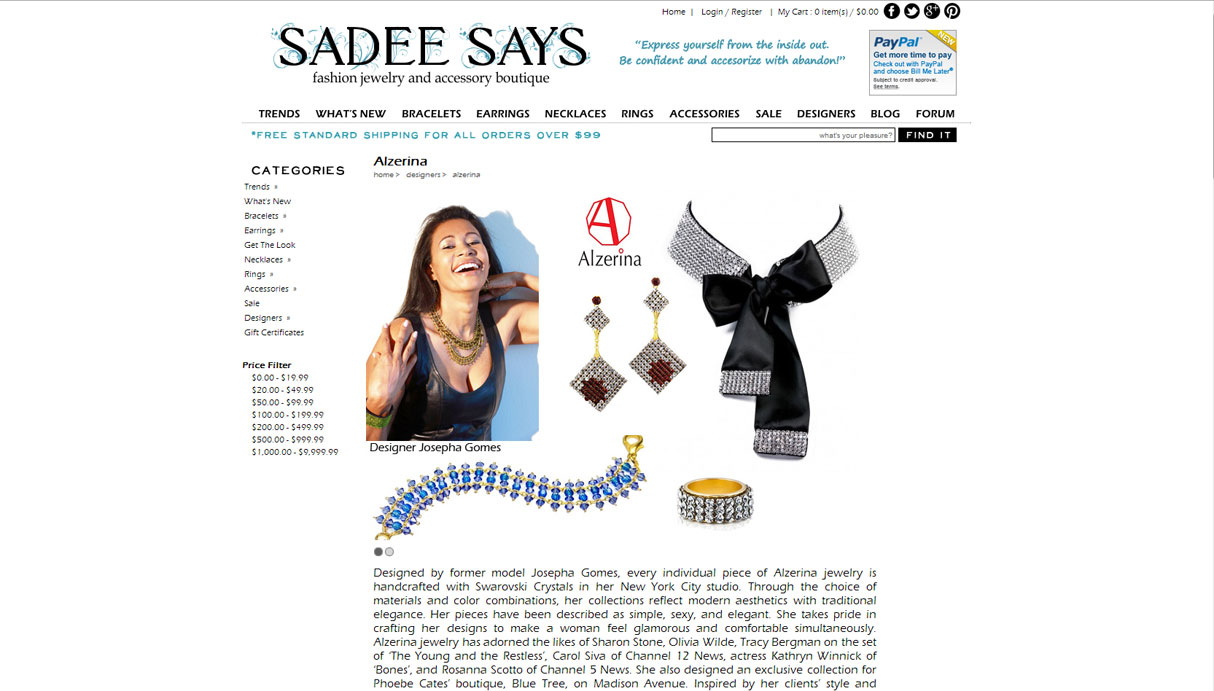 Home | Login / Register | My Cart : 0 item(s) / $0.00
SADEE SAYS
fashion jewelry and accessory boutique
“Express yourself from the inside out.
Be confident and accesorize with abandon!”
PayPal
NEW
Get more time to pay
Check out with PayPal
and choose Bill Me Later®
Subject to credit approval.
See terms.
TRENDS WHAT'S NEW BRACELETS EARRINGS NECKLACES RINGS ACCESSORIES SALE DESIGNERS BLOG FORUM
*FREE STANDARD SHIPPING FOR ALL ORDERS OVER $99
what's your pleasure? FIND IT
CATEGORIES
Trends »
What's New
Bracelets »
Earrings »
Get The Look
Necklaces »
Rings »
Accessories »
Sale
Designers »
Gift Certificates
Price Filter
$0.00 - $19.99
$20.00 - $49.99
$50.00 - $99.99
$100.00 - $199.99
$200.00 - $499.99
$500.00 - $999.99
$1,000.00 - $9,999.99
Alzerina
home > designers > alzerina
Alzerina
Designer Josepha Gomes
Designed by former model Josepha Gomes, every individual piece of Alzerina jewelry is
handcrafted with Swarovski Crystals in her New York City studio. Through the choice of
materials and color combinations, her collections reflect modern aesthetics with traditional
elegance. Her pieces have been described as simple, sexy, and elegant. She takes pride in
crafting her designs to make a woman feel glamorous and comfortable simultaneously.
Alzerina jewelry has adorned the likes of Sharon Stone, Olivia Wilde, Tracy Bergman on the set
of ‘The Young and the Restless’, Carol Siva of Channel 12 News, actress Kathryn Winnick of
‘Bones’, and Rosanna Scotto of Channel 5 News. She also designed an exclusive collection for
Phoebe Cates’ boutique, Blue Tree, on Madison Avenue. Inspired by her clients’ style and